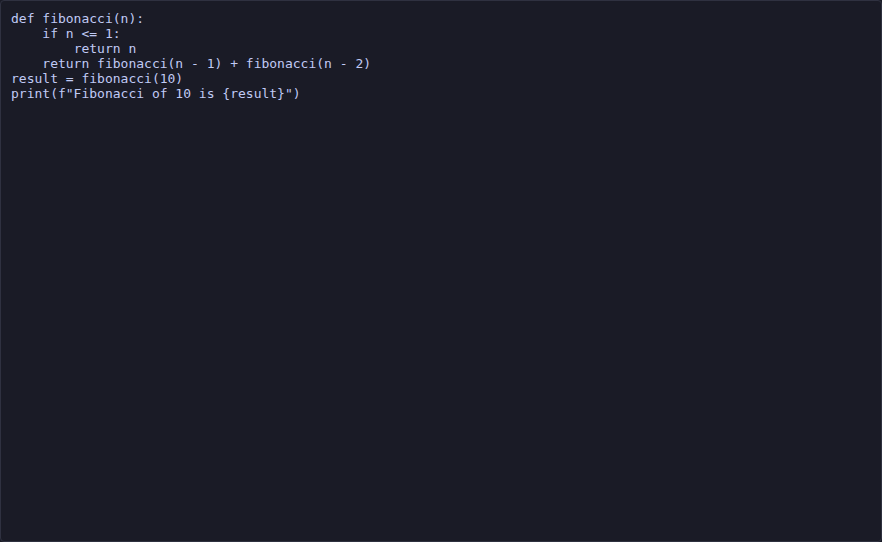 def fibonacci(n):
    if n <= 1:
        return n
    return fibonacci(n - 1) + fibonacci(n - 2)
result = fibonacci(10)
print(f"Fibonacci of 10 is {result}")